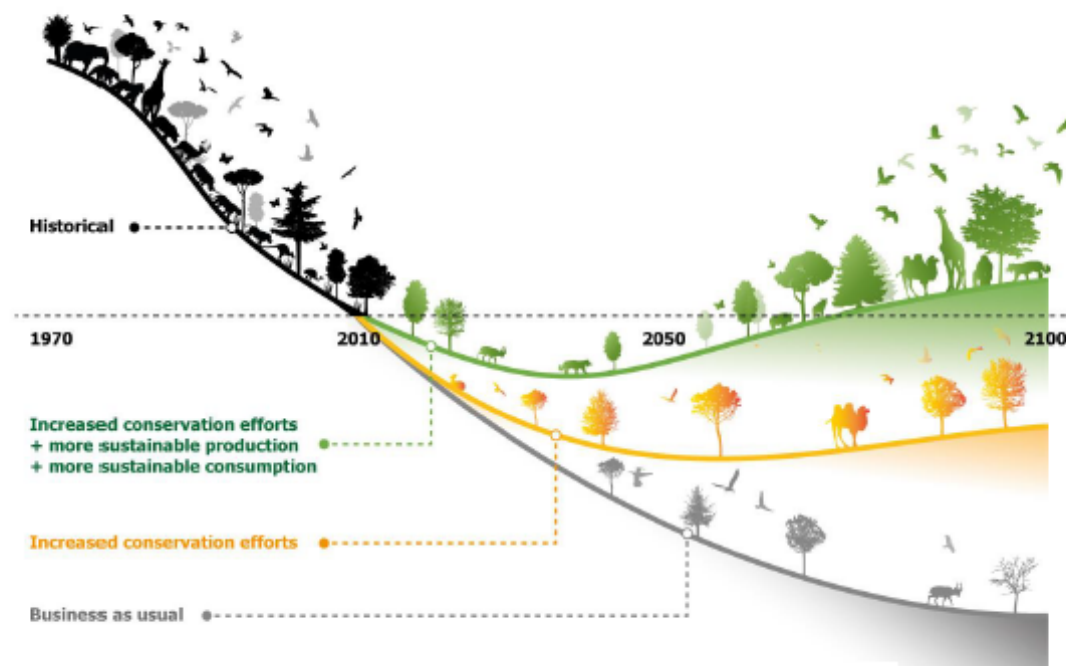 Historical
1970 2010 2050 2100
Increased conservation efforts
+ more sustainable production
+ more sustainable consumption
Increased conservation efforts
Business as usual